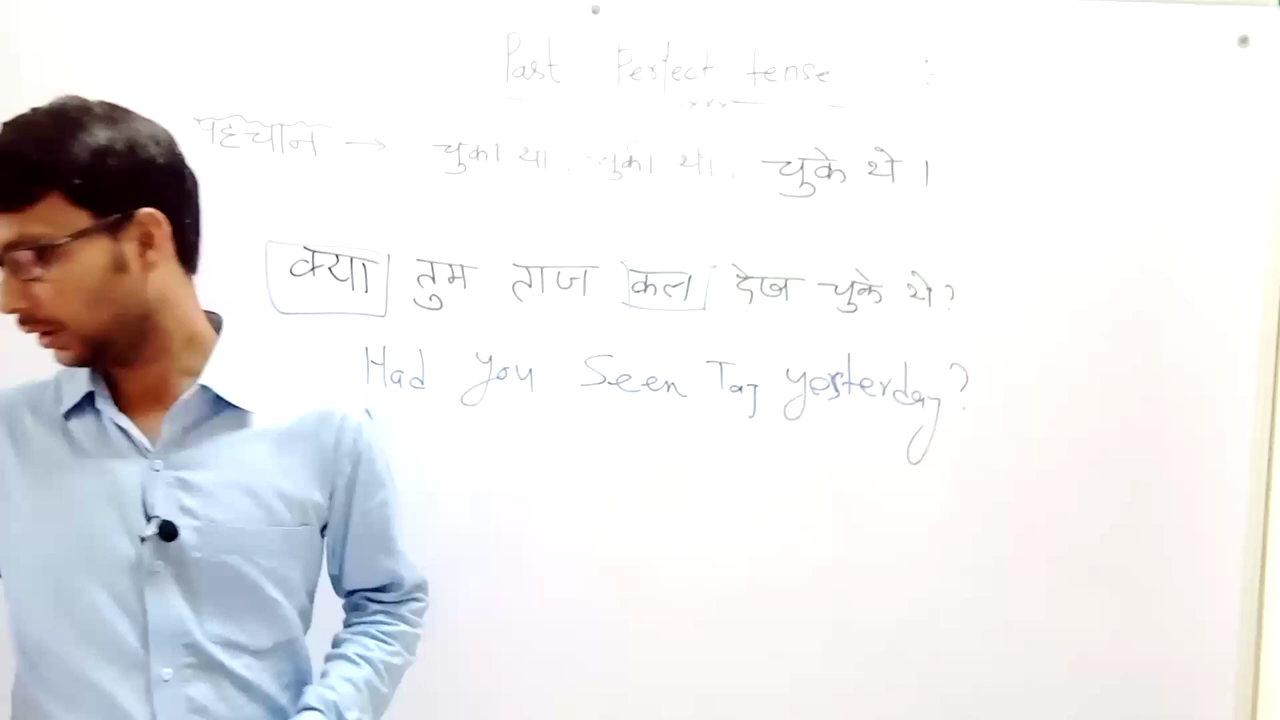 Past Perfect tense :
पहचान → चुका था, चुका था, चुके थे ।
क्या तुम ताज कल देख चुके थे?
Had you Seen Taj yesterday?